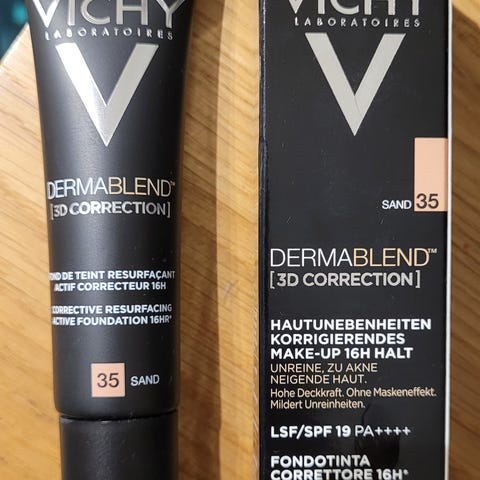 VICHY
LABORATOIRES
DERMABLEND™
[3D CORRECTION]
FOND DE TEINT RESURFAÇANT
ACTIF CORRECTEUR 16H
CORRECTIVE RESURFACING
ACTIVE FOUNDATION 16HR*
35 SAND
VICHY
LABORATOIRES
SAND 35
DERMABLEND™
[3D CORRECTION]
HAUTUNEBENHEITEN
KORRIGIERENDES
MAKE-UP 16H HALT
UNREINE, ZU AKNE
NEIGENDE HAUT.
Hohe Deckkraft. Ohne Maskeneffekt.
Mildert Unreinheiten.
LSF/SPF 19 PA++++
FONDOTINTA
CORRETTORE 16H*